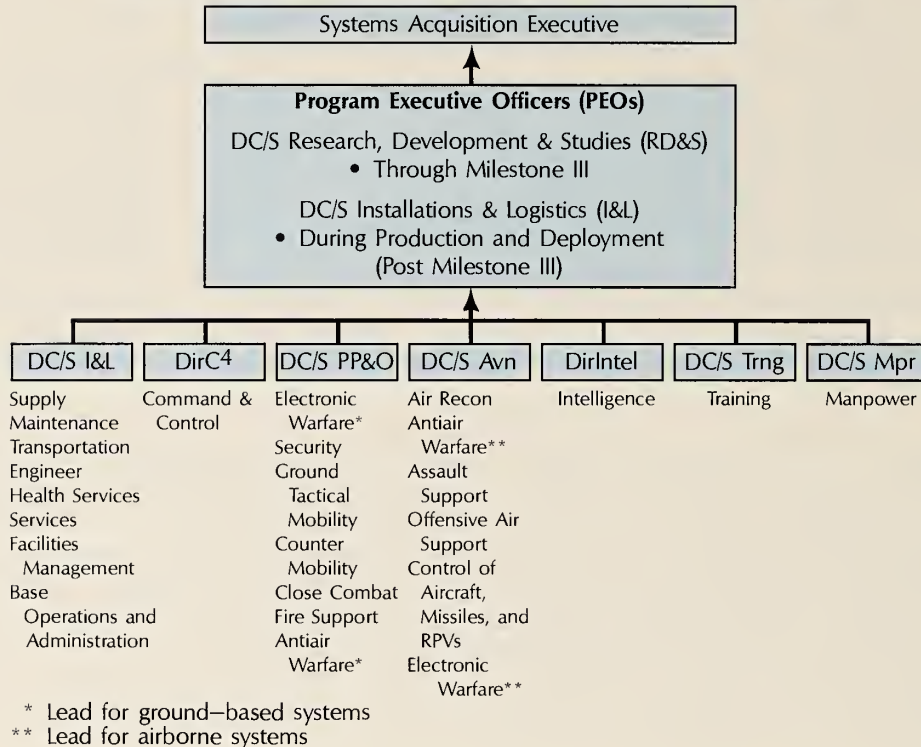 Systems Acquisition Executive
Program Executive Officers (PEOs)
DC/S Research, Development & Studies (RD&S)
• Through Milestone III
DC/S Installations & Logistics (I&L)
• During Production and Deployment
(Post Milestone III)
DC/S I&L
Supply
Maintenance
Transportation
Engineer
Health Services
Services
Facilities
Management
Base
Operations and
Administration
DirC⁴
Command &
Control
DC/S PP&O
Electronic
Warfare*
Security
Ground
Tactical
Mobility
Counter
Mobility
Close Combat
Fire Support
Antiair
Warfare*
DC/S Avn
Air Recon
Antiair
Warfare**
Assault
Support
Offensive Air
Support
Control of
Aircraft,
Missiles, and
RPVs
Electronic
Warfare**
DirIntel
Intelligence
DC/S Trng
Training
DC/S Mpr
Manpower
* Lead for ground–based systems
** Lead for airborne systems